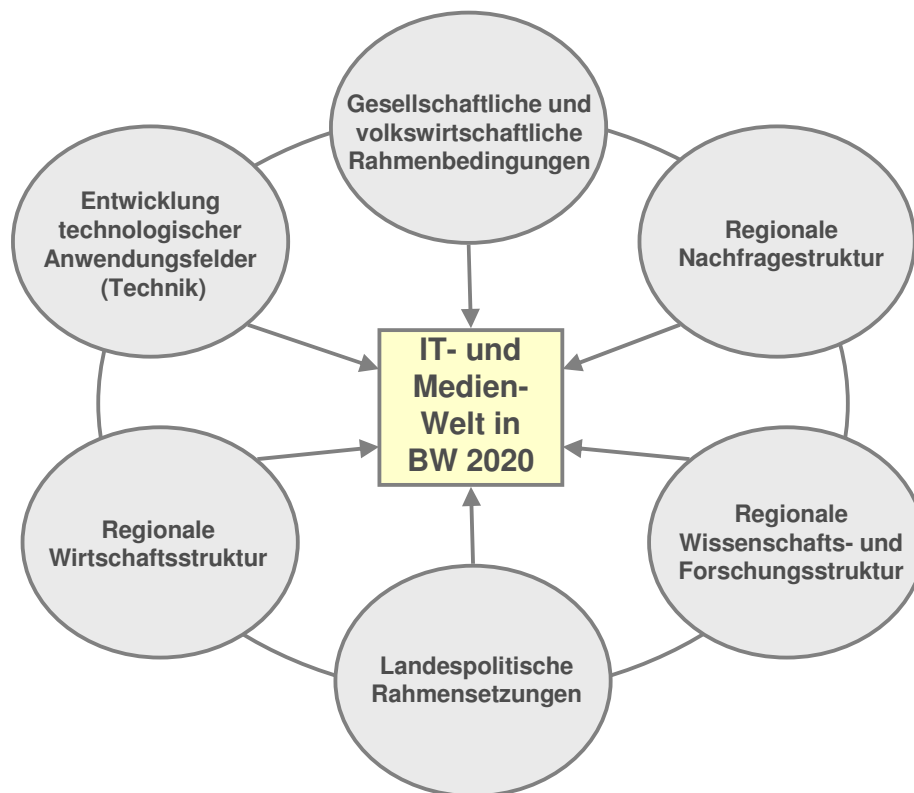 Gesellschaftliche und
volkswirtschaftliche
Rahmenbedingungen
Entwicklung
technologischer
Anwendungsfelder
(Technik)
Regionale
Nachfragestruktur
IT- und
Medien-
Welt in
BW 2020
Regionale
Wirtschaftsstruktur
Regionale
Wissenschafts- und
Forschungsstruktur
Landespolitische
Rahmensetzungen